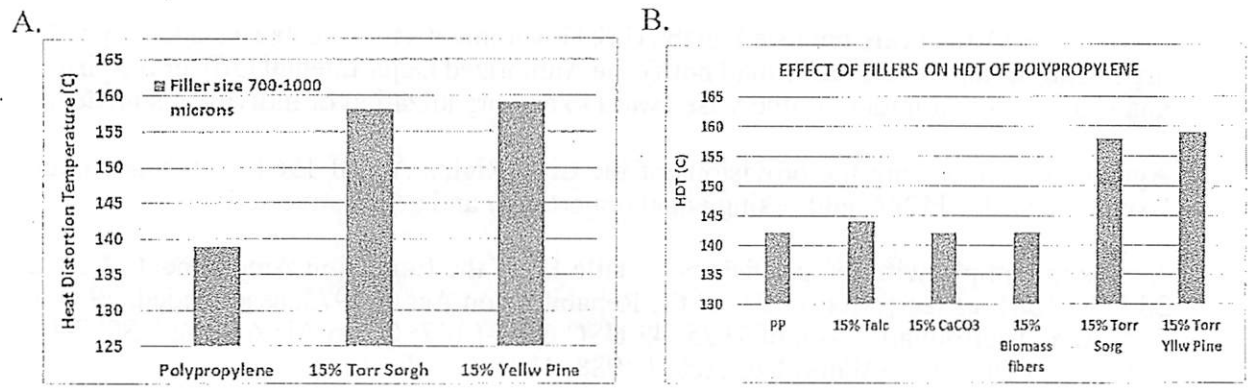 A.
165
160
155
150
145
140
135
130
125
Heat Distortion Temperature (C)
Filler size 700-1000
microns
Polypropylene
15% Torr Sorgh
15% Yellw Pine
B.
EFFECT OF FILLERS ON HDT OF POLYPROPYLENE
165
160
155
150
145
140
135
130
HDT (C)
PP
15% Talc
15% CaCO3
15%
Biomass
fibers
15% Torr
Sorg
15% Torr
Yllw Pine